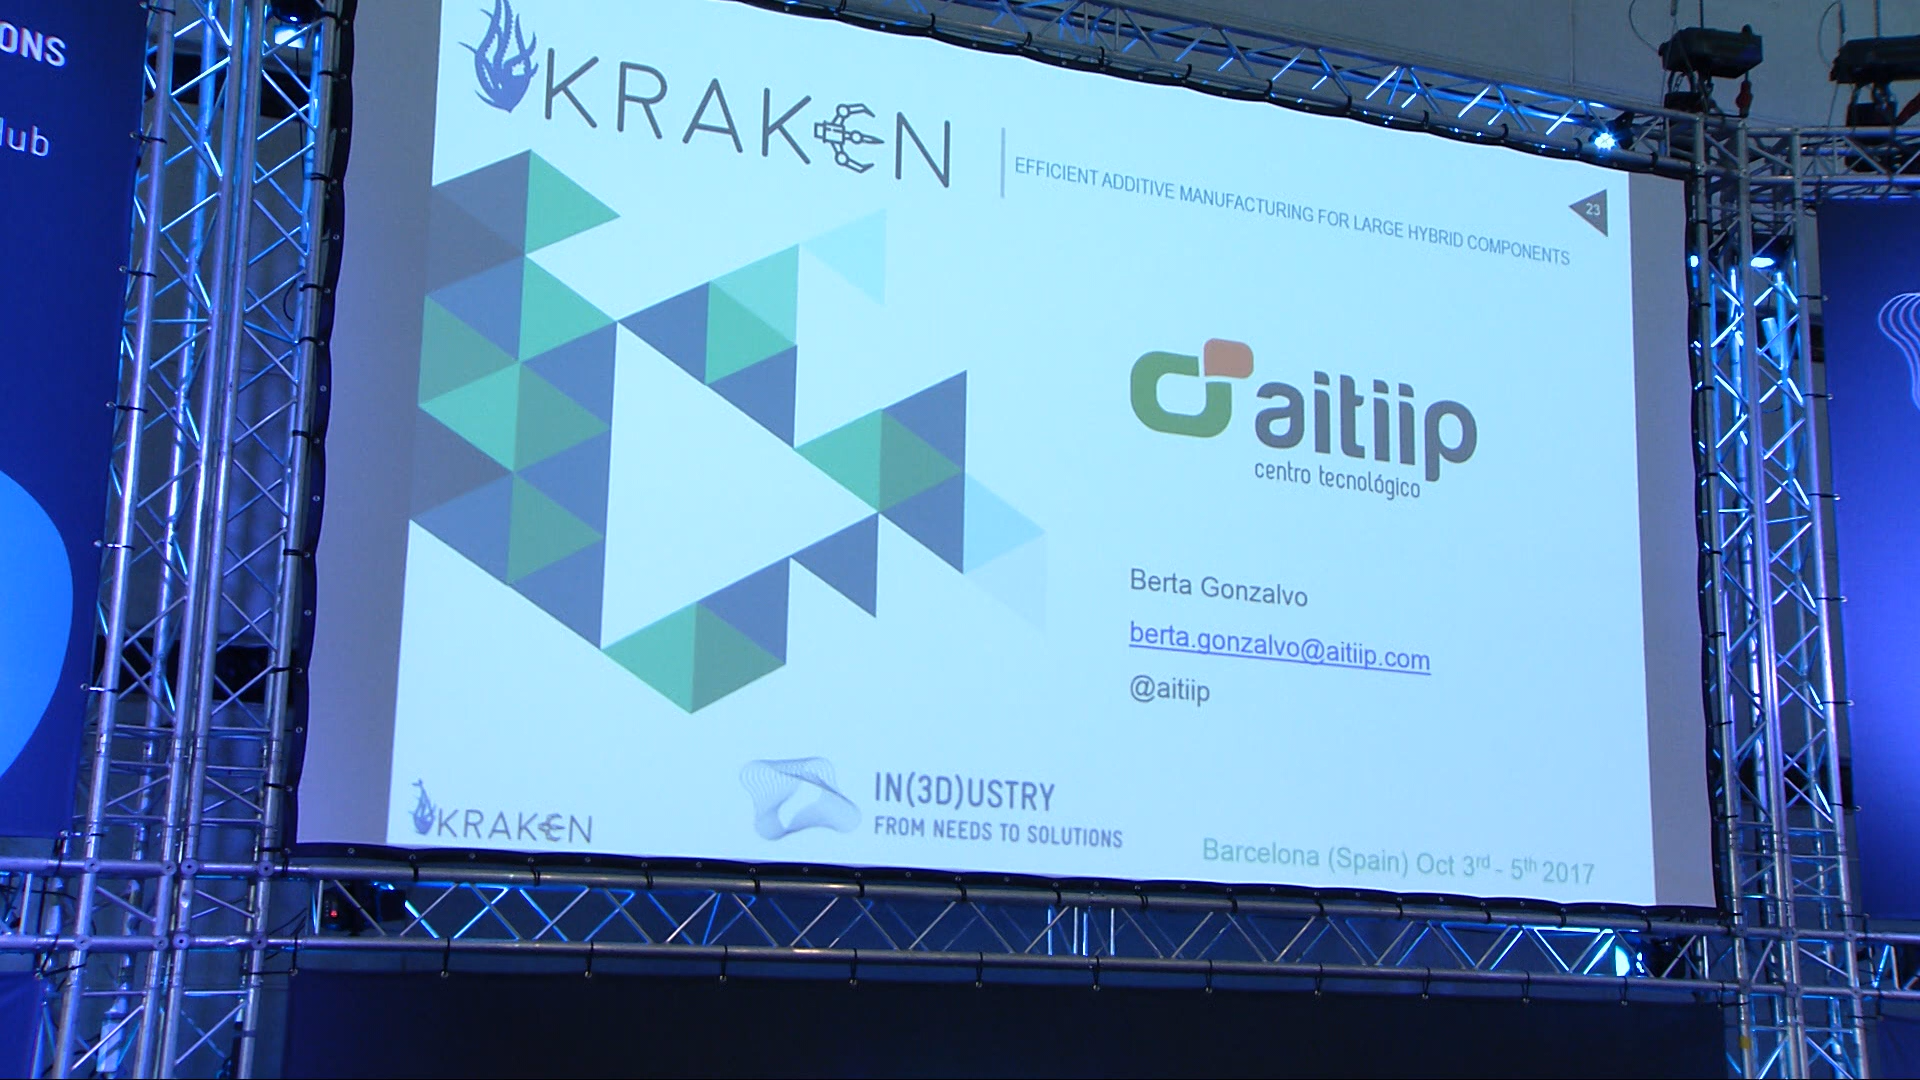 ONS
KRAKEN
EFFICIENT ADDITIVE MANUFACTURING FOR LARGE HYBRID COMPONENTS
23
aitiip
centro tecnológico
Berta Gonzalvo
berta.gonzalvo@aitiip.com
@aitiip
KRAKEN
IN(3D)USTRY
FROM NEEDS TO SOLUTIONS
Barcelona (Spain) Oct 3rd - 5th 2017